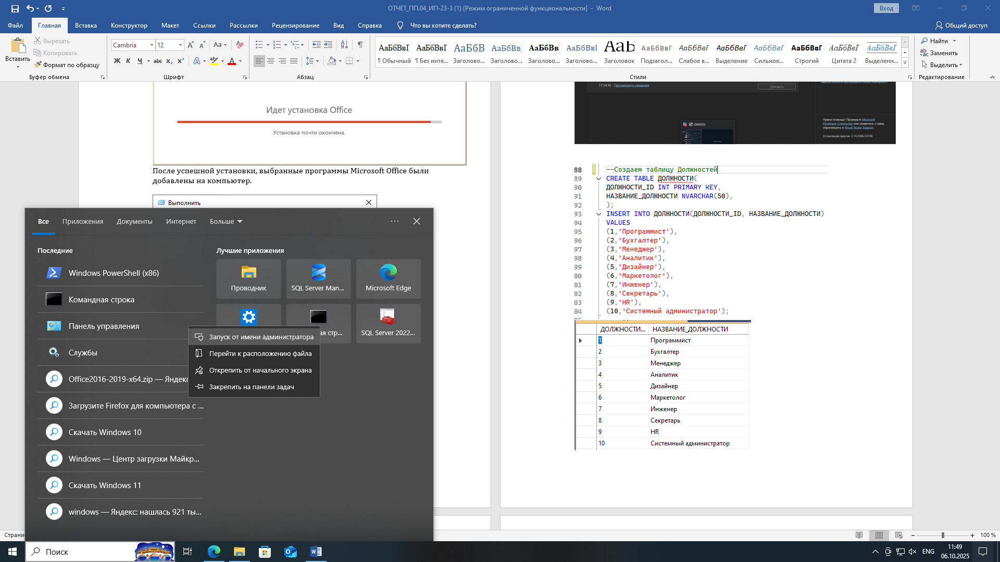 ОТЧЕТ_ПП.04_ИП-23-3 (1) [Режим ограниченной функциональности] - Word
Вход
Файл Главная Вставка Конструктор Макет Ссылки Рассылки Рецензирование Вид Справка Что вы хотите сделать? Общий доступ
Вставить
Вырезать
Копировать
Формат по образцу
Буфер обмена
Cambria 12
Шрифт
Абзац
АаБбВвГ АаБбВвГ АаБбВ АаБбВв АаБбВв АаБбВвГ АаБ АаБбВвГ АаБбВвГ АаБбВвГ АаБбВвГ АаБбВвГ АаБбВвГ АаБбВвГ
¶ Обычный ¶ Без инте... Заголово... Заголово... Заголово... Заголово... Заголовок Подзагол... Слабое в... Выделение Сильное... Строгий Цитата 2 Выделенн...
Стили
Найти
Заменить
Выделить
Редактирование
Идет установка Office
Установка почти окончена.
После успешной установки, выбранные программы Microsoft Office были
добавлены на компьютер.
Выполнить
Все Приложения Документы Интернет Больше
Последние
Windows PowerShell (x86)
Командная строка
Панель управления
Службы
Office2016-2019-x64.zip — Яндекс
Загрузите Firefox для компьютера с ...
Скачать Windows 10
Windows — Центр загрузки Майкр...
Скачать Windows 11
windows — Яндекс: нашлась 921 ты...
Лучшие приложения
Проводник
SQL Server Man...
Microsoft Edge
ая стр...
SQL Server 2022...
Запуск от имени администратора
Перейти к расположению файла
Открепить от начального экрана
Закрепить на панели задач
17.14.16 Просмотреть сведения
Обновить
(269283)
Нужна помощь? Проверьте Microsoft
Developer Community или свяжитесь с нами,
обратившись в Visual Studio Support.
Установщик версии 3.14.2086.54749
88 --Создаем таблицу Должностей
89 CREATE TABLE ДОЛЖНОСТИ(
90 ДОЛЖНОСТИ_ID INT PRIMARY KEY,
91 НАЗВАНИЕ_ДОЛЖНОСТИ NVARCHAR(50),
92 );
93 INSERT INTO ДОЛЖНОСТИ(ДОЛЖНОСТИ_ID, НАЗВАНИЕ_ДОЛЖНОСТИ)
94 VALUES
95 (1,'Программист'),
96 (2,'Бухгалтер'),
97 (3,'Менеджер'),
98 (4,'Аналитик'),
99 (5,'Дизайнер'),
00 (6,'Маркетолог'),
01 (7,'Инженер'),
02 (8,'Секретарь'),
03 (9,'HR'),
04 (10,'Системный администратор');
ДОЛЖНОСТИ... НАЗВАНИЕ_ДОЛЖНОСТИ
1 Программист
2 Бухгалтер
3 Менеджер
4 Аналитик
5 Дизайнер
6 Маркетолог
7 Инженер
8 Секретарь
9 HR
10 Системный администратор
Страни
100 %
Поиск
ENG
11:49
06.10.2025